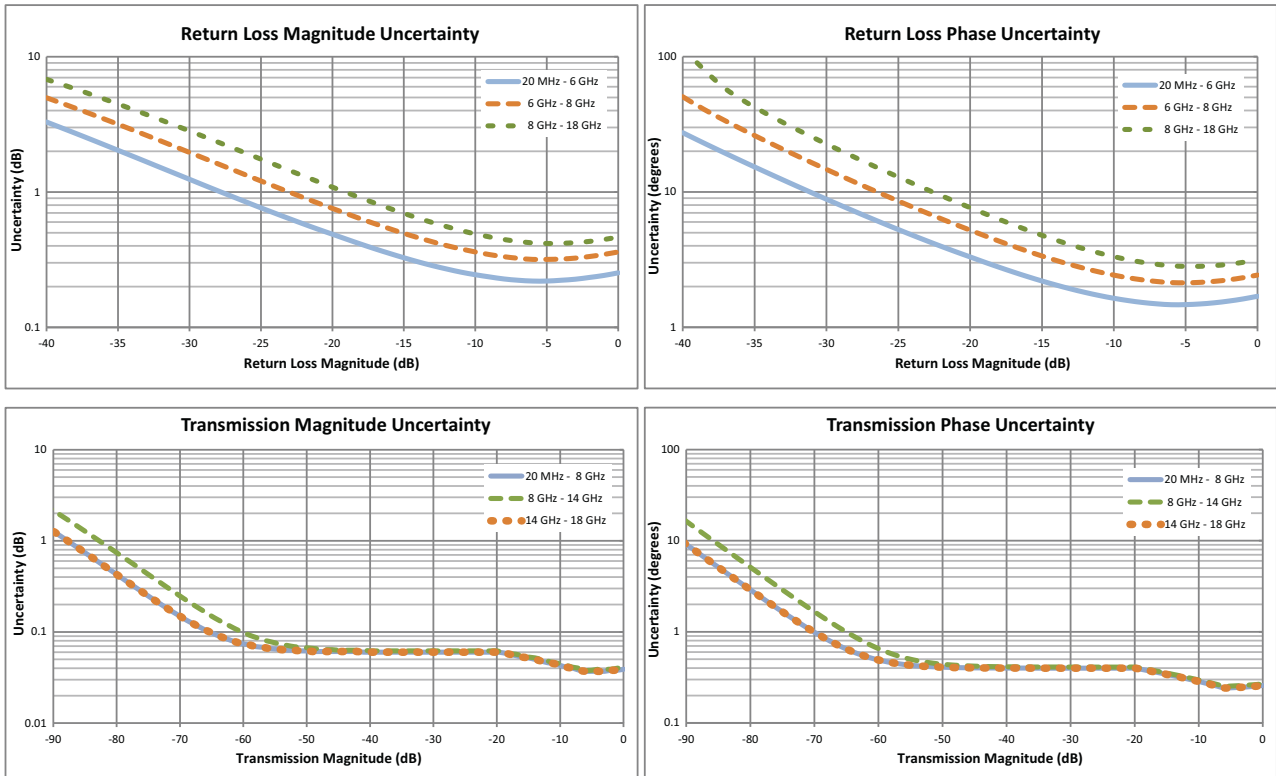 Return Loss Magnitude Uncertainty
10
1
0.1
Uncertainty (dB)
20 MHz - 6 GHz
6 GHz - 8 GHz
8 GHz - 18 GHz
-40 -35 -30 -25 -20 -15 -10 -5 0
Return Loss Magnitude (dB)
Return Loss Phase Uncertainty
100
10
1
Uncertainty (degrees)
20 MHz - 6 GHz
6 GHz - 8 GHz
8 GHz - 18 GHz
-40 -35 -30 -25 -20 -15 -10 -5 0
Return Loss Magnitude (dB)
Transmission Magnitude Uncertainty
10
1
0.1
0.01
Uncertainty (dB)
20 MHz - 8 GHz
8 GHz - 14 GHz
14 GHz - 18 GHz
-90 -80 -70 -60 -50 -40 -30 -20 -10 0
Transmission Magnitude (dB)
Transmission Phase Uncertainty
100
10
1
0.1
Uncertainty (degrees)
20 MHz - 8 GHz
8 GHz - 14 GHz
14 GHz - 18 GHz
-90 -80 -70 -60 -50 -40 -30 -20 -10 0
Transmission Magnitude (dB)